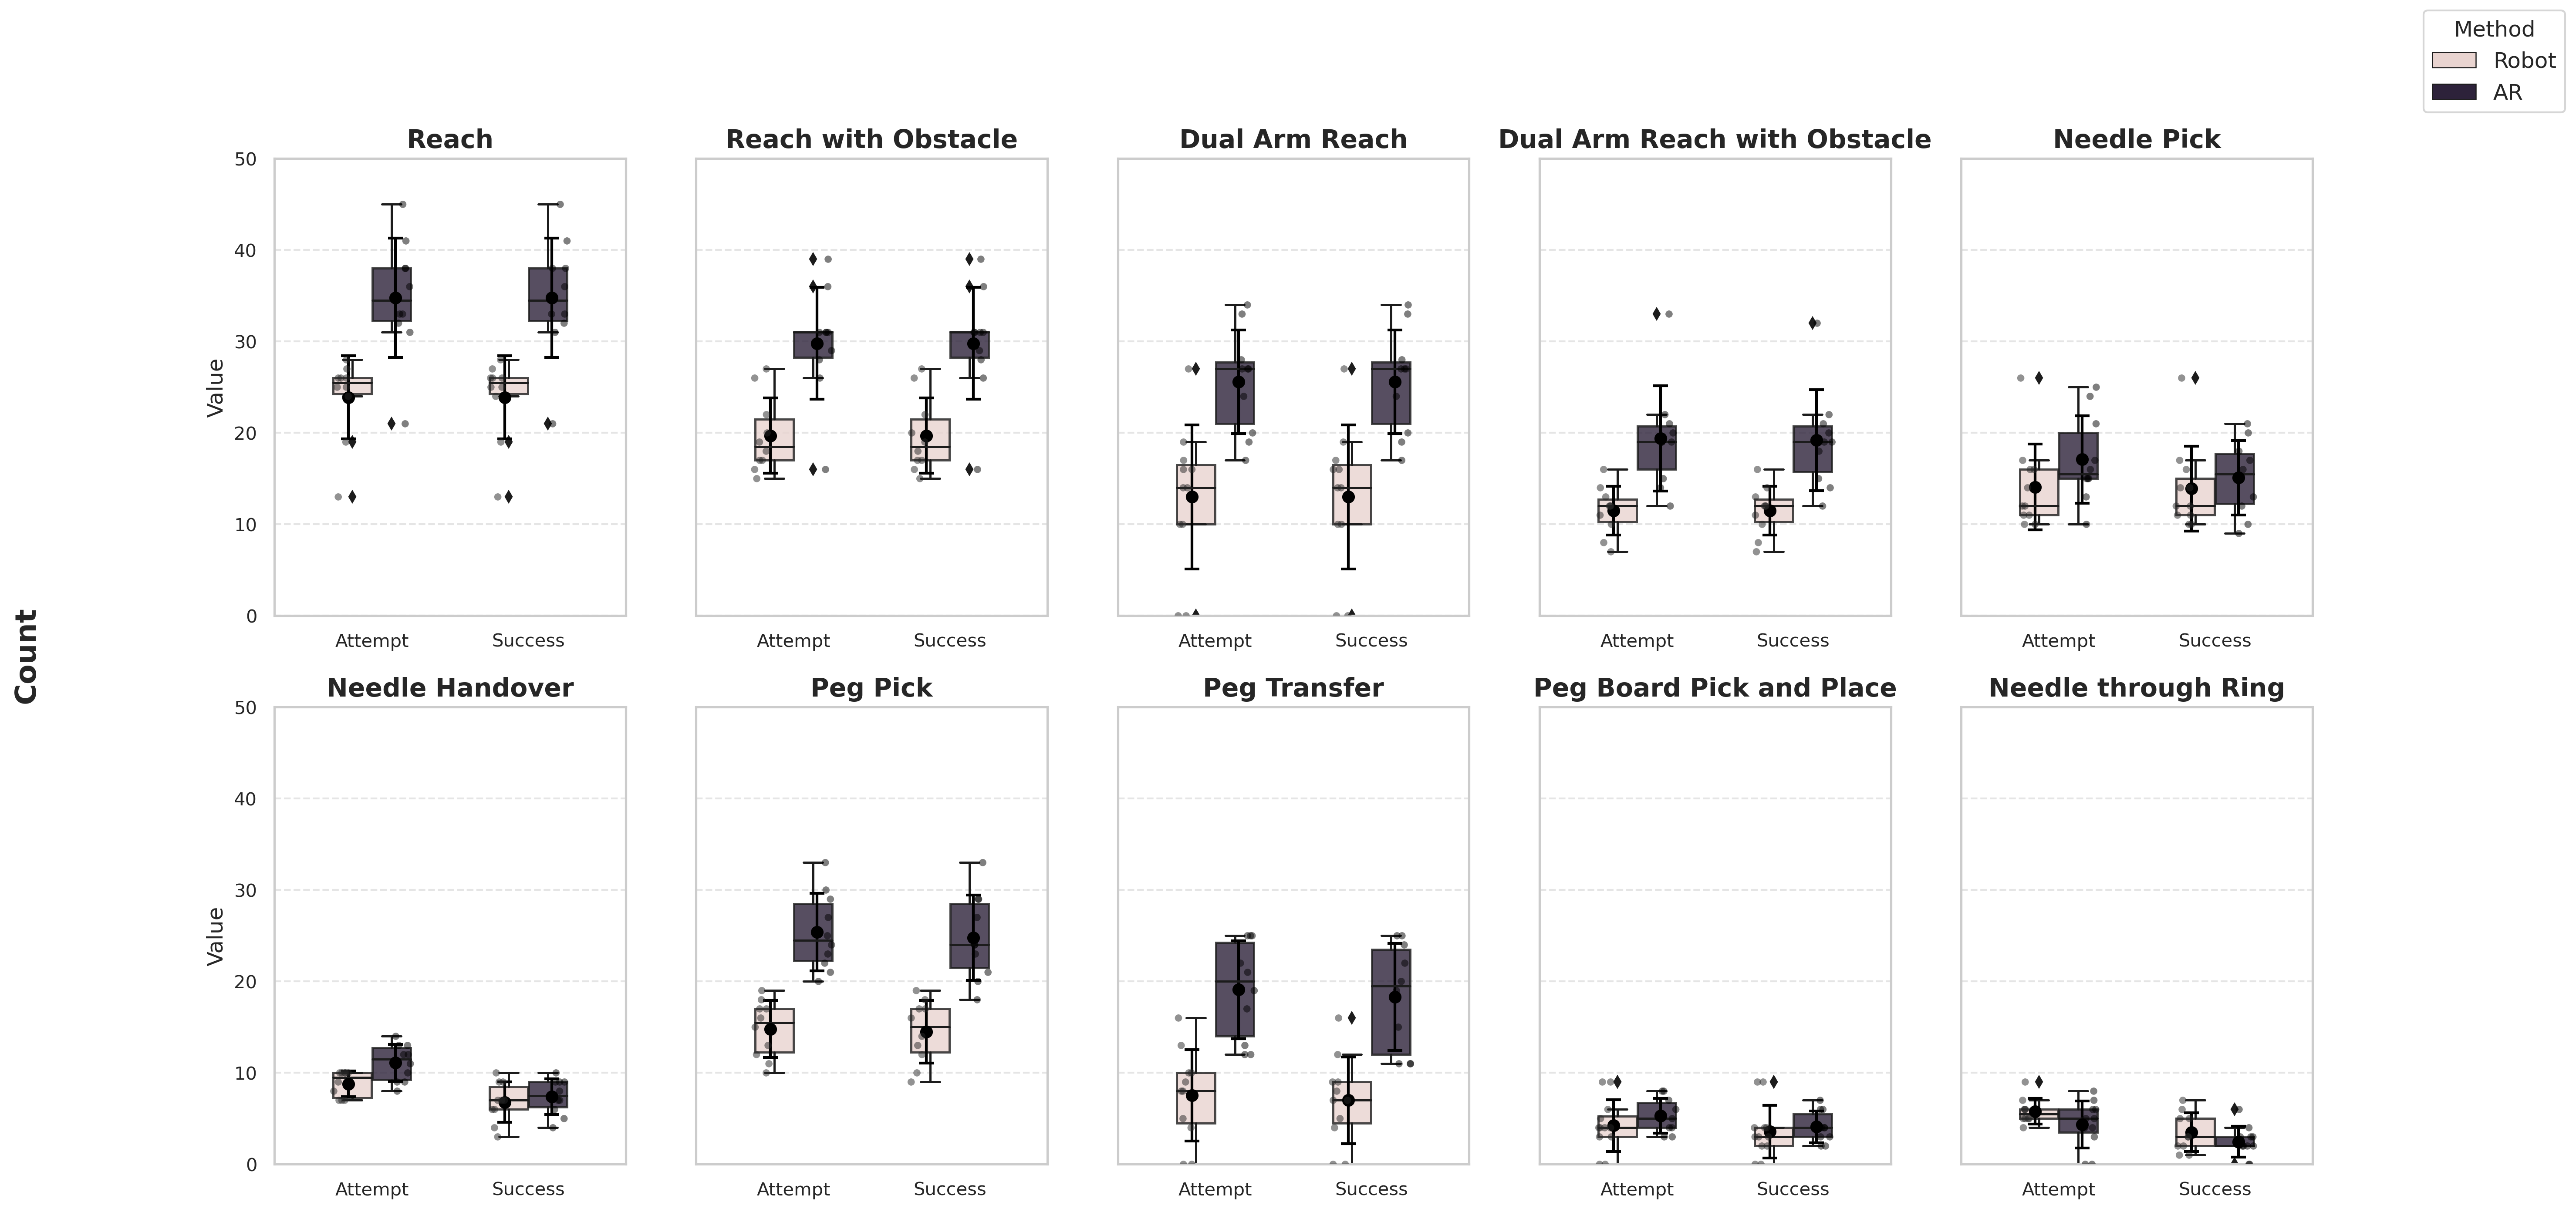 Method
Robot
AR
Reach
Reach with Obstacle
Dual Arm Reach
Dual Arm Reach with Obstacle
Needle Pick
50
40
30
20
10
0
Value
Attempt Success
Attempt Success
Attempt Success
Attempt Success
Attempt Success
Count
Needle Handover
Peg Pick
Peg Transfer
Peg Board Pick and Place
Needle through Ring
50
40
30
20
10
0
Value
Attempt Success
Attempt Success
Attempt Success
Attempt Success
Attempt Success